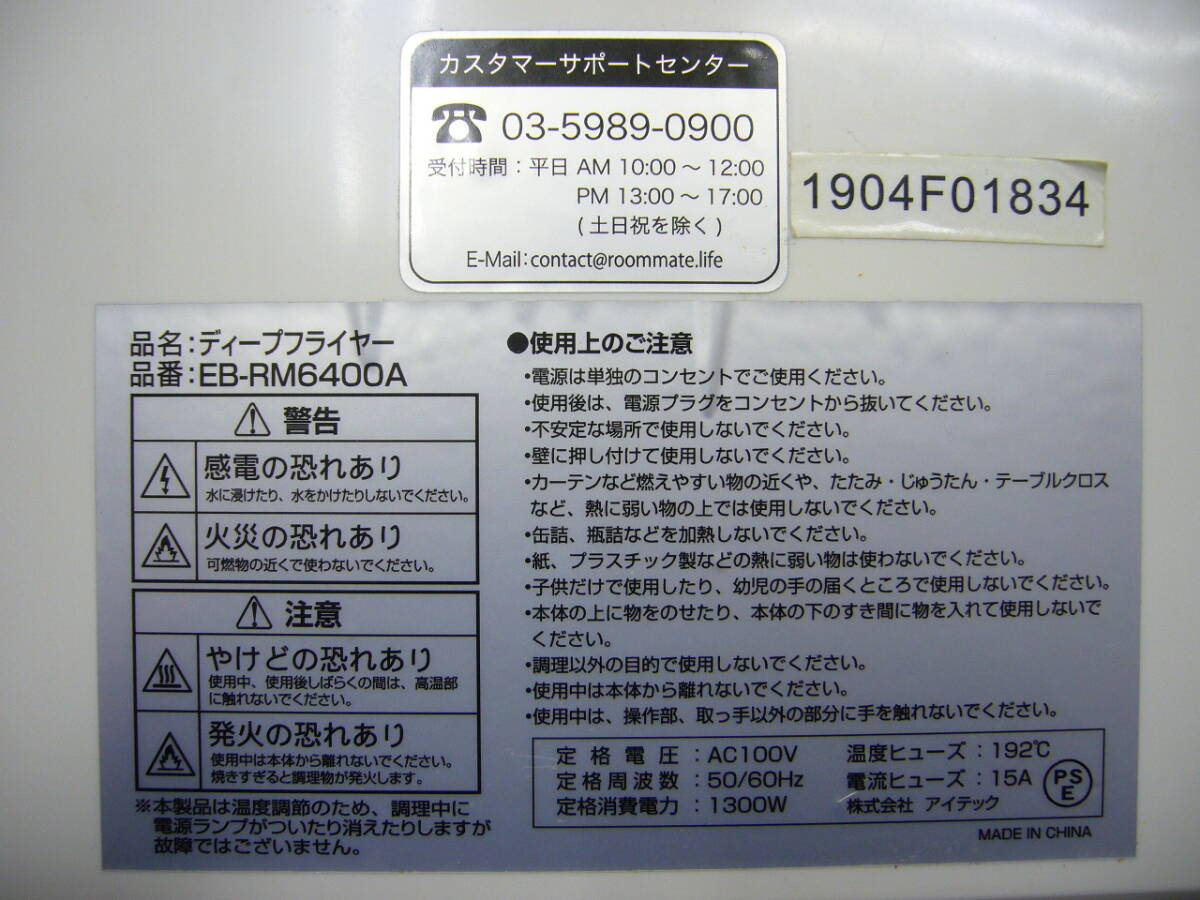 カスタマーサポートセンター
03-5989-0900
受付時間：平日 AM 10:00～12:00
PM 13:00～17:00
(土日祝を除く)
E-Mail：contact@roommate.life
1904F01834
品名：ディープフライヤー
品番：EB-RM6400A
警告
感電の恐れあり
水に浸けたり、水をかけたりしないでください。
火災の恐れあり
可燃物の近くで使わないでください。
注意
やけどの恐れあり
使用中、使用後しばらくの間は、高温部
に触れないでください。
発火の恐れあり
使用中は本体から離れないでください。
焼きすぎると調理物が発火します。
※本製品は温度調節のため、調理中に
電源ランプがついたり消えたりしますが
故障ではございません。
●使用上のご注意
・電源は単独のコンセントでご使用ください。
・使用後は、電源プラグをコンセントから抜いてください。
・不安定な場所で使用しないでください。
・壁に押し付けて使用しないでください。
・カーテンなど燃えやすい物の近くや、たたみ・じゅうたん・テーブルクロス
など、熱に弱い物の上では使用しないでください。
・缶詰、瓶詰などを加熱しないでください。
・紙、プラスチック製などの熱に弱い物は使わないでください。
・子供だけで使用したり、幼児の手の届くところで使用しないでください。
・本体の上に物をのせたり、本体の下のすき間に物を入れて使用しないで
ください。
・調理以外の目的で使用しないでください。
・使用中は本体から離れないでください。
・使用中は、操作部、取っ手以外の部分に手を触れないでください。
定格電圧：AC100V 温度ヒューズ：192℃
定格周波数：50/60Hz 電流ヒューズ：15A
定格消費電力：1300W 株式会社 アイテック
PS
E
MADE IN CHINA